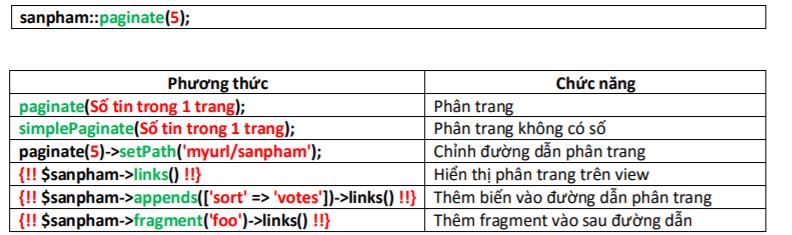 sanpham::paginate(5);
Phương thức Chức năng
paginate(Số tin trong 1 trang); Phân trang
simplePaginate(Số tin trong 1 trang); Phân trang không có số
paginate(5)->setPath('myurl/sanpham'); Chỉnh đường dẫn phân trang
{!! $sanpham->links() !!} Hiển thị phân trang trên view
{!! $sanpham->appends(['sort' => 'votes'])->links() !!} Thêm biến vào đường dẫn phân trang
{!! $sanpham->fragment('foo')->links() !!} Thêm fragment vào sau đường dẫn